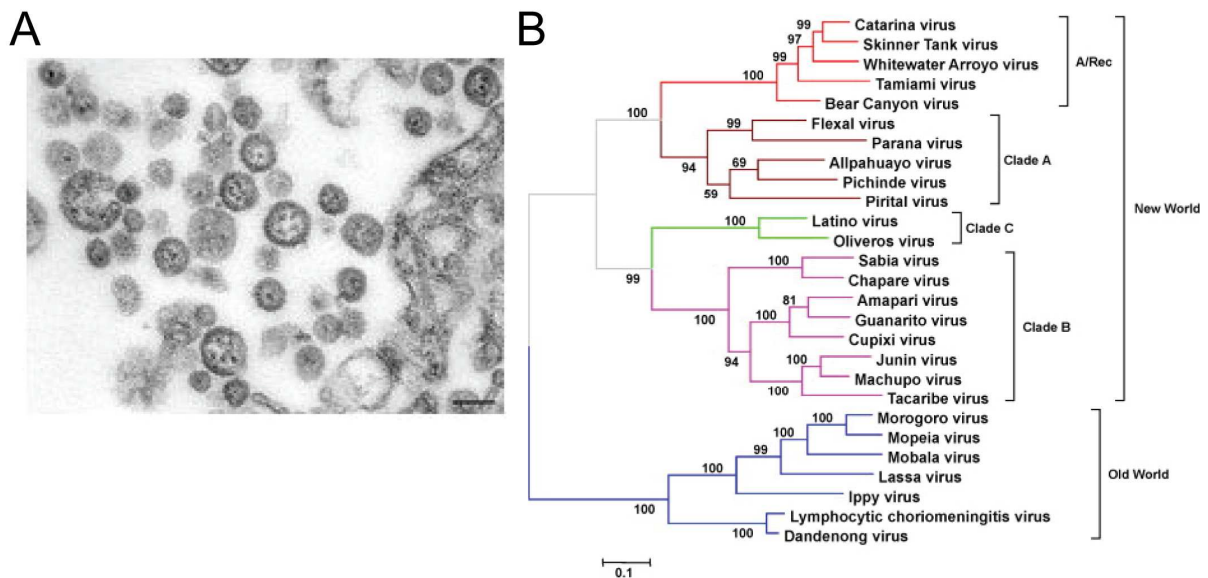 A
B
99
Catarina virus
97
Skinner Tank virus
99
Whitewater Arroyo virus
A/Rec
100
Tamiami virus
Bear Canyon virus
100
99
Flexal virus
Parana virus
94
69
Allpahuayo virus
Clade A
Pichinde virus
59
Pirital virus
New World
100
Latino virus
Clade C
Oliveros virus
99
100
Sabia virus
Chapare virus
100
81
Amapari virus
100
Guanarito virus
Clade B
Cupixi virus
94
100
Junin virus
Machupo virus
100
Tacaribe virus
100
Morogoro virus
100
Mopeia virus
99
Mobala virus
100
Lassa virus
Old World
Ippy virus
100
Lymphocytic choriomeningitis virus
100
Dandenong virus
0.1